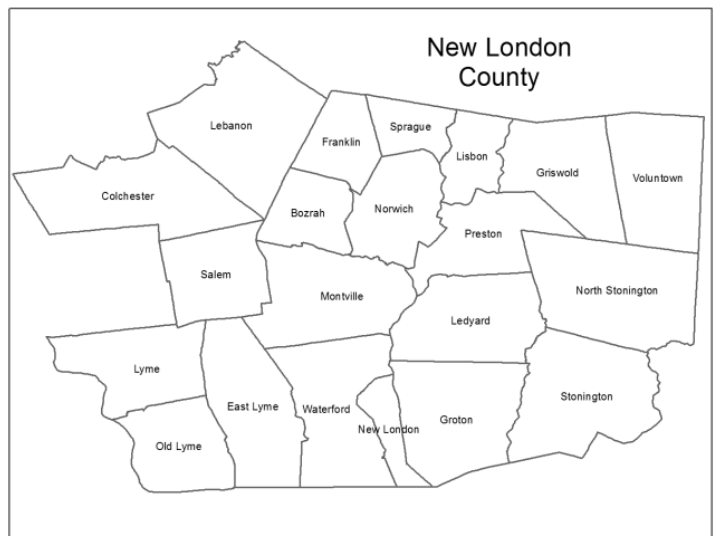 New London
County
Lebanon
Franklin
Sprague
Lisbon
Griswold
Voluntown
Colchester
Bozrah
Norwich
Preston
Salem
Montville
North Stonington
Ledyard
Lyme
East Lyme
Waterford
New London
Groton
Stonington
Old Lyme